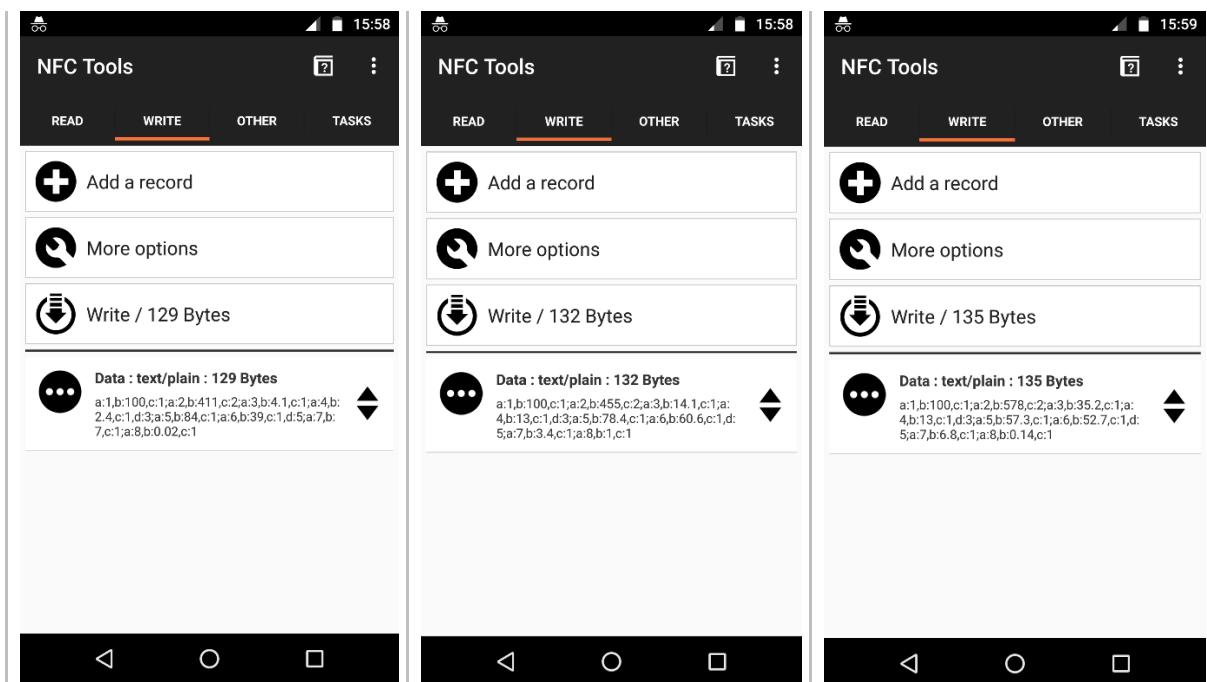 15:58
NFC Tools
READ WRITE OTHER TASKS
Add a record
More options
Write / 129 Bytes
Data : text/plain : 129 Bytes
a:1,b:100,c:1;a:2,b:411,c:2;a:3,b:4.1,c:1;a:4,b:
2.4,c:1,d:3;a:5,b:84,c:1;a:6,b:39,c:1,d:5;a:7,b:
7,c:1;a:8,b:0.02,c:1
15:58
NFC Tools
READ WRITE OTHER TASKS
Add a record
More options
Write / 132 Bytes
Data : text/plain : 132 Bytes
a:1,b:100,c:1;a:2,b:455,c:2;a:3,b:14.1,c:1;a:
4,b:13,c:1,d:3;a:5,b:78.4,c:1;a:6,b:60.6,c:1,d:
5;a:7,b:3.4,c:1;a:8,b:1,c:1
15:59
NFC Tools
READ WRITE OTHER TASKS
Add a record
More options
Write / 135 Bytes
Data : text/plain : 135 Bytes
a:1,b:100,c:1;a:2,b:578,c:2;a:3,b:35.2,c:1;a:
4,b:13,c:1,d:3;a:5,b:57.3,c:1;a:6,b:52.7,c:1,d:
5;a:7,b:6.8,c:1;a:8,b:0.14,c:1